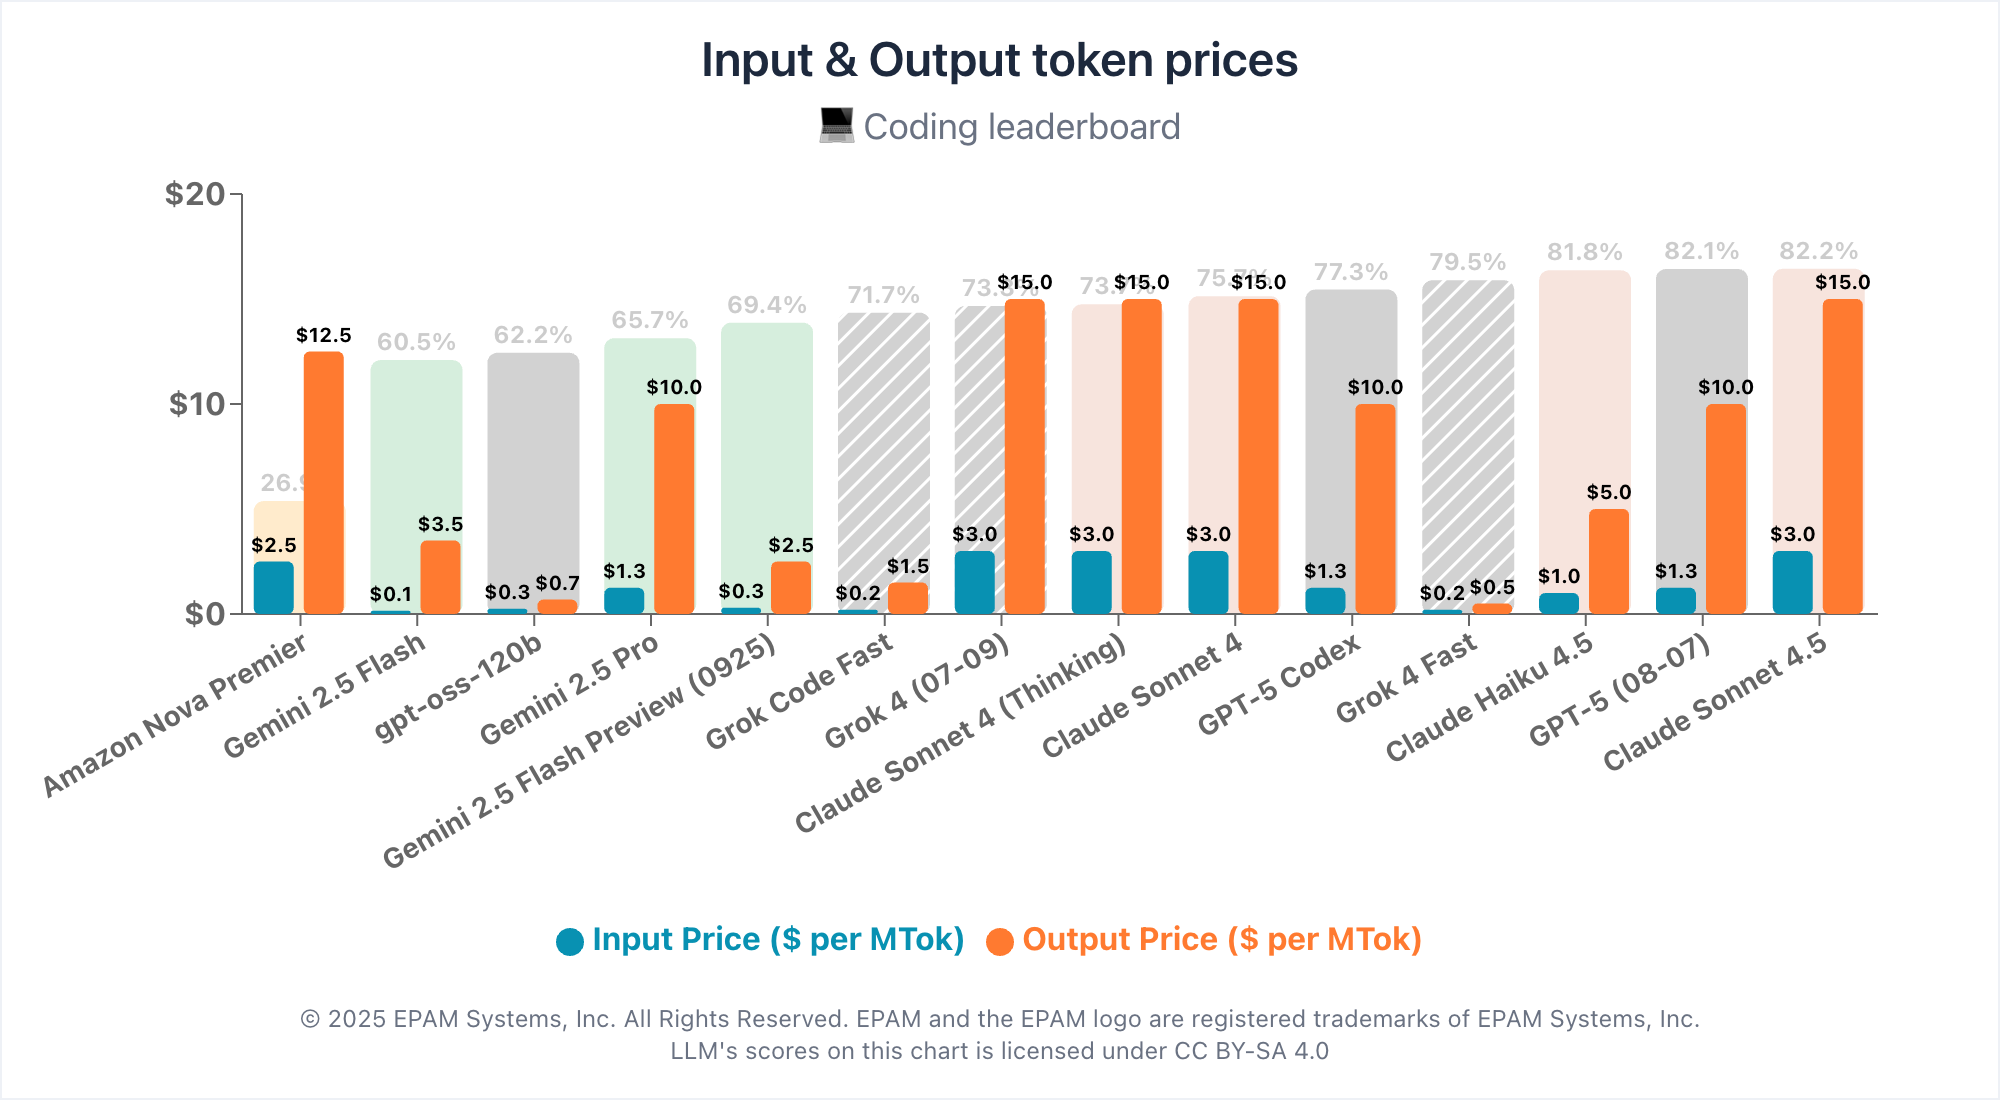 Input & Output token prices
💻 Coding leaderboard
$20
$10
$0
60.5%
62.2%
65.7%
69.4%
71.7%
77.3%
79.5%
81.8%
82.1%
82.2%
$12.5
$3.5
$0.7
$10.0
$2.5
$1.5
$15.0
$15.0
$15.0
$10.0
$0.5
$5.0
$10.0
$15.0
$2.5
$0.1
$0.3
$1.3
$0.3
$0.2
$3.0
$3.0
$3.0
$1.3
$0.2
$1.0
$1.3
$3.0
Amazon Nova Premier
Gemini 2.5 Flash
gpt-oss-120b
Gemini 2.5 Pro
Gemini 2.5 Flash Preview (0925)
Grok Code Fast
Grok 4 (07-09)
Claude Sonnet 4 (Thinking)
Claude Sonnet 4
GPT-5 Codex
Grok 4 Fast
Claude Haiku 4.5
GPT-5 (08-07)
Claude Sonnet 4.5
Input Price ($ per MTok)
Output Price ($ per MTok)
© 2025 EPAM Systems, Inc. All Rights Reserved. EPAM and the EPAM logo are registered trademarks of EPAM Systems, Inc.
LLM's scores on this chart is licensed under CC BY-SA 4.0